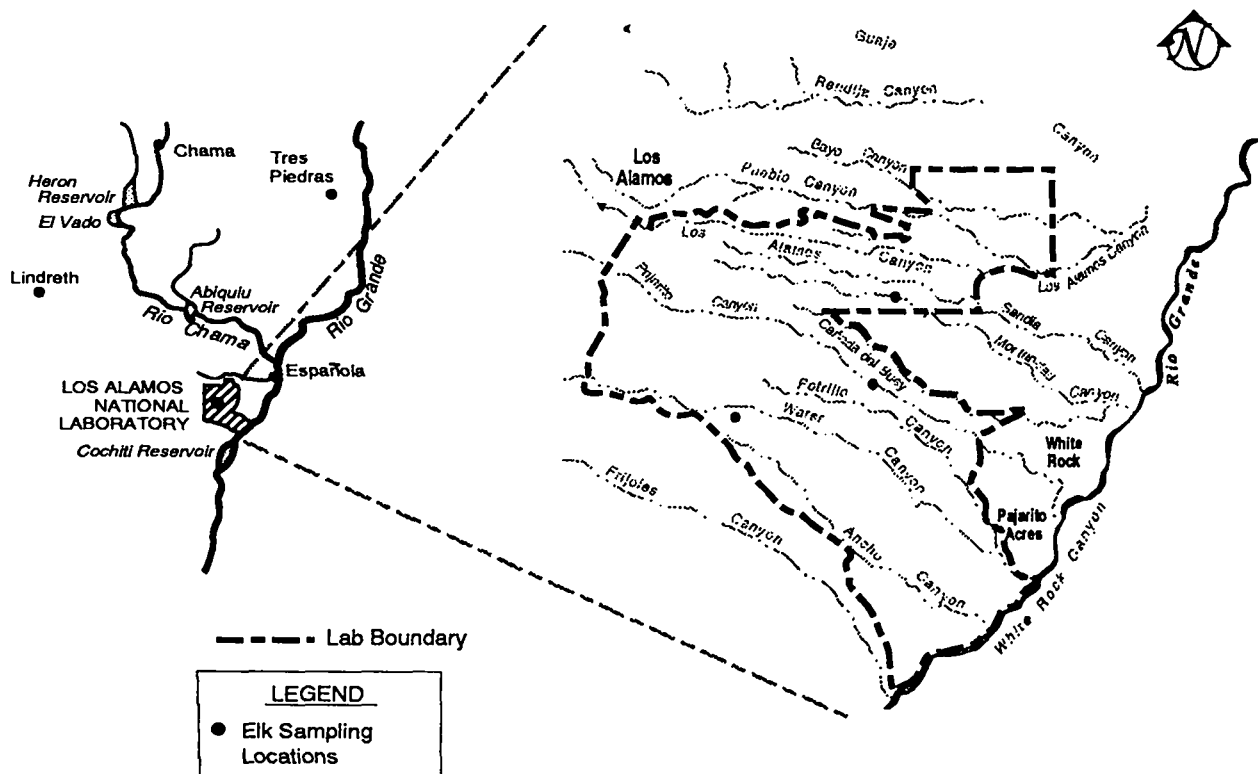 N
Chama
Tres
Piedras
Heron
Reservoir
El Vado
Lindreth
Abiquiu
Reservoir
Rio Chama
Rio Grande
Española
LOS ALAMOS
NATIONAL
LABORATORY
Cochiti Reservoir
Guaje
Canyon
Rendija Canyon
Bayo Canyon
Los
Alamos
Pueblo Canyon
Los Alamos Canyon
Los Alamos Canyon
Pajarito Canyon
Sandia Canyon
Canyon
Cañada del Buey
Potrillo Canyon
Water Canyon
White
Rock
Pajarito
Acres
Frijoles Canyon
Ancho Canyon
White Rock Canyon
Rio Grande
Lab Boundary
LEGEND
Elk Sampling
Locations